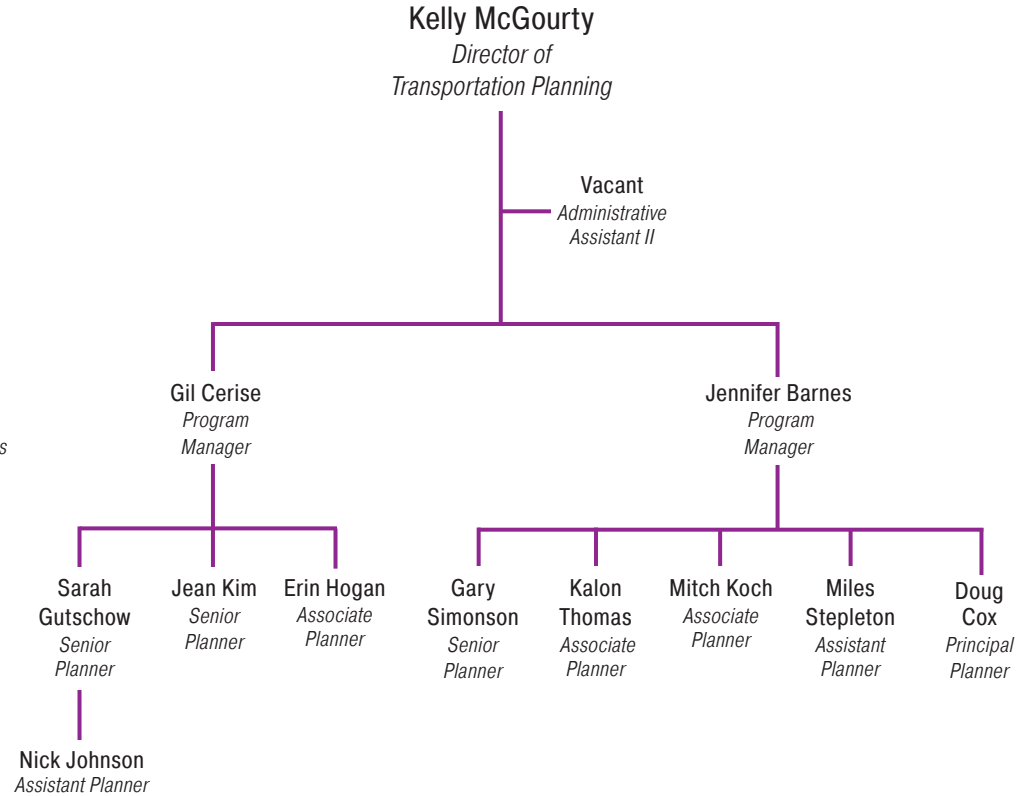 Kelly McGourty
Director of
Transportation Planning
Vacant
Administrative
Assistant II
Gil Cerise
Program
Manager
Jennifer Barnes
Program
Manager
s
Sarah
Gutschow
Senior
Planner
Jean Kim
Senior
Planner
Erin Hogan
Associate
Planner
Gary
Simonson
Senior
Planner
Kalon
Thomas
Associate
Planner
Mitch Koch
Associate
Planner
Miles
Stepleton
Assistant
Planner
Doug
Cox
Principal
Planner
Nick Johnson
Assistant Planner